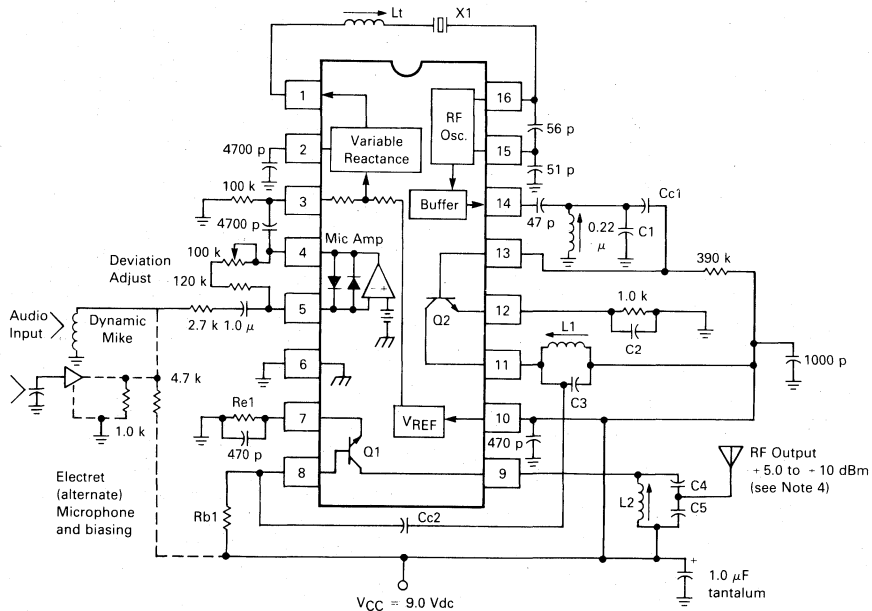 Lt
X1
1
16
RF
Osc.
56 p
Variable
Reactance
2
15
4700 p
51 p
100 k
3
Buffer
14
Cc1
47 p
0.22
μ
C1
4700 p
Mic Amp
100 k
4
13
390 k
Deviation
Adjust
120 k
+
Audio
Input
Dynamic
Mike
5
Q2
12
1.0 k
2.7 k
1.0 μ
C2
L1
6
11
1000 p
4.7 k
C3
Re1
7
VREF
10
1.0 k
470 p
Q1
470 p
RF Output
+ 5.0 to + 10 dBm
(see Note 4)
8
9
C4
L2
C5
Electret
(alternate)
Microphone
and biasing
Rb1
Cc2
+
1.0 μF
tantalum
VCC = 9.0 Vdc